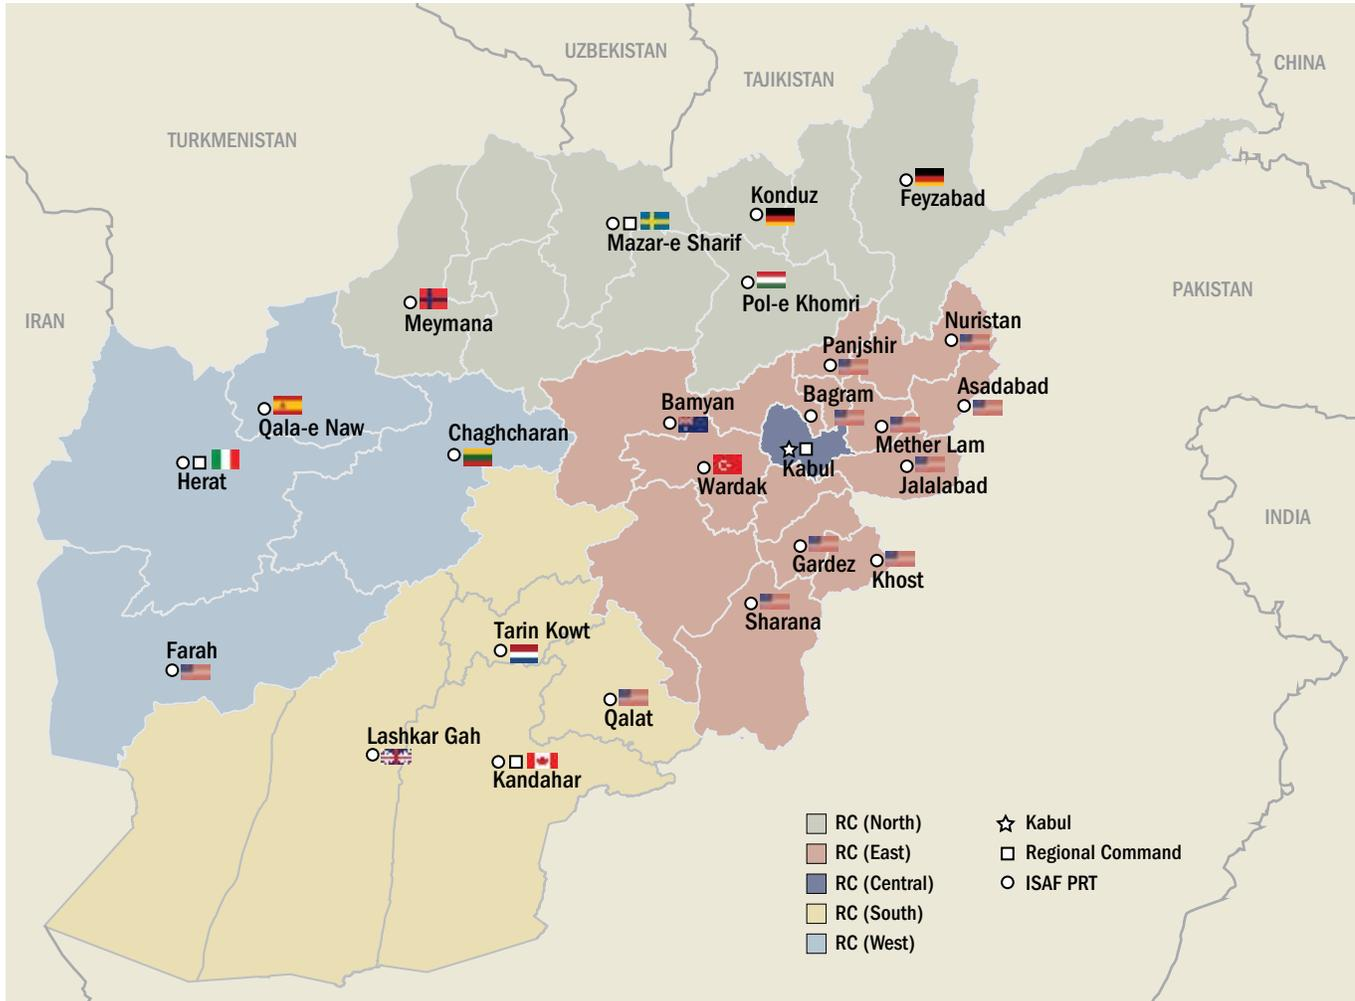 UZBEKISTAN
TAJIKISTAN
CHINA
TURKMENISTAN
Feyzabad
Konduz
Mazar-e Sharif
PAKISTAN
Pol-e Khomri
IRAN
Meymana
Nuristan
Panjshir
Asadabad
Bagram
Bamyan
Qala-e Naw
Chaghcharan
Mether Lam
Kabul
Herat
Wardak
Jalalabad
INDIA
Gardez
Khost
Sharana
Tarin Kowt
Farah
Qalat
Lashkar Gah
Kandahar
RC (North)
RC (East)
RC (Central)
RC (South)
RC (West)
Kabul
Regional Command
ISAF PRT